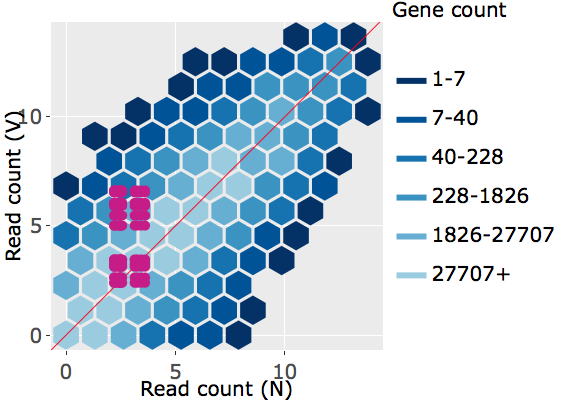 Gene count
1-7
7-40
40-228
228-1826
1826-27707
27707+
Read count (V)
10
5
0
0 5 10
Read count (N)